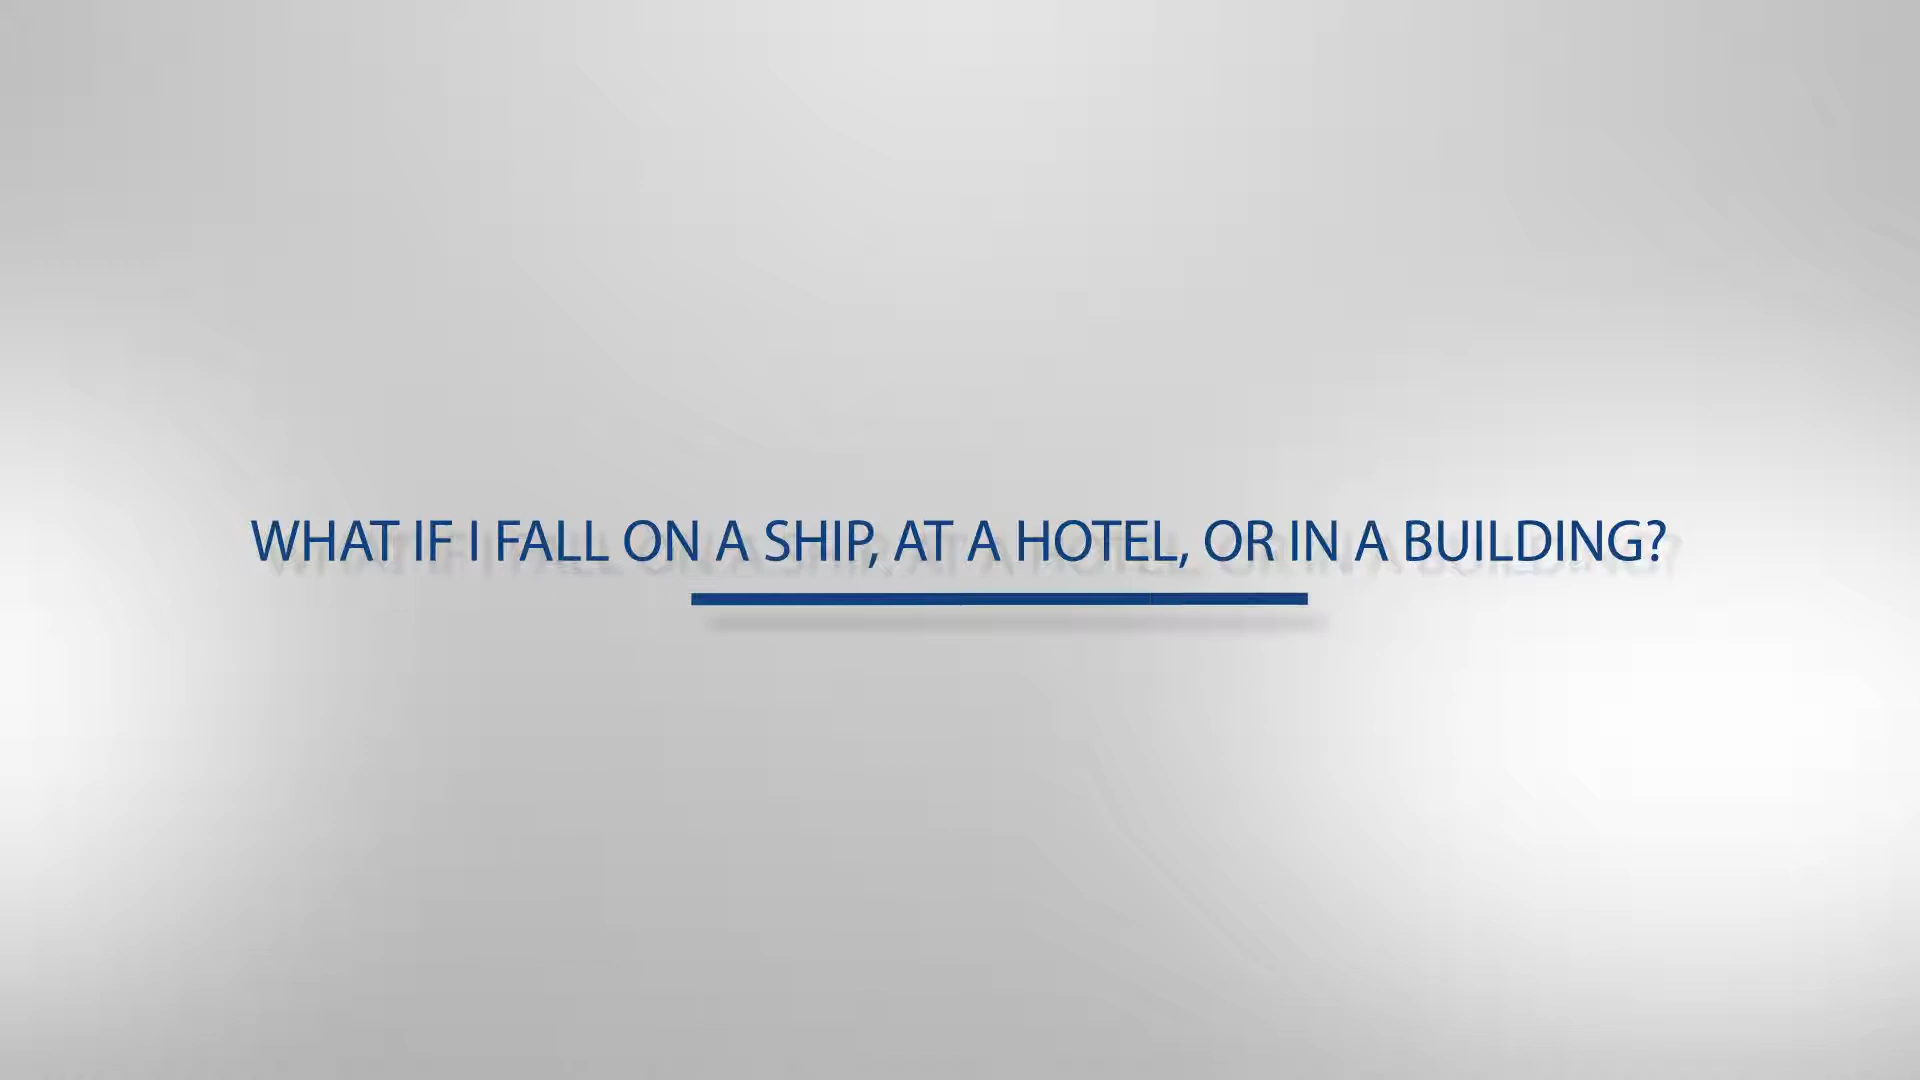 WHAT IF I FALL ON A SHIP, AT A HOTEL, OR IN A BUILDING?